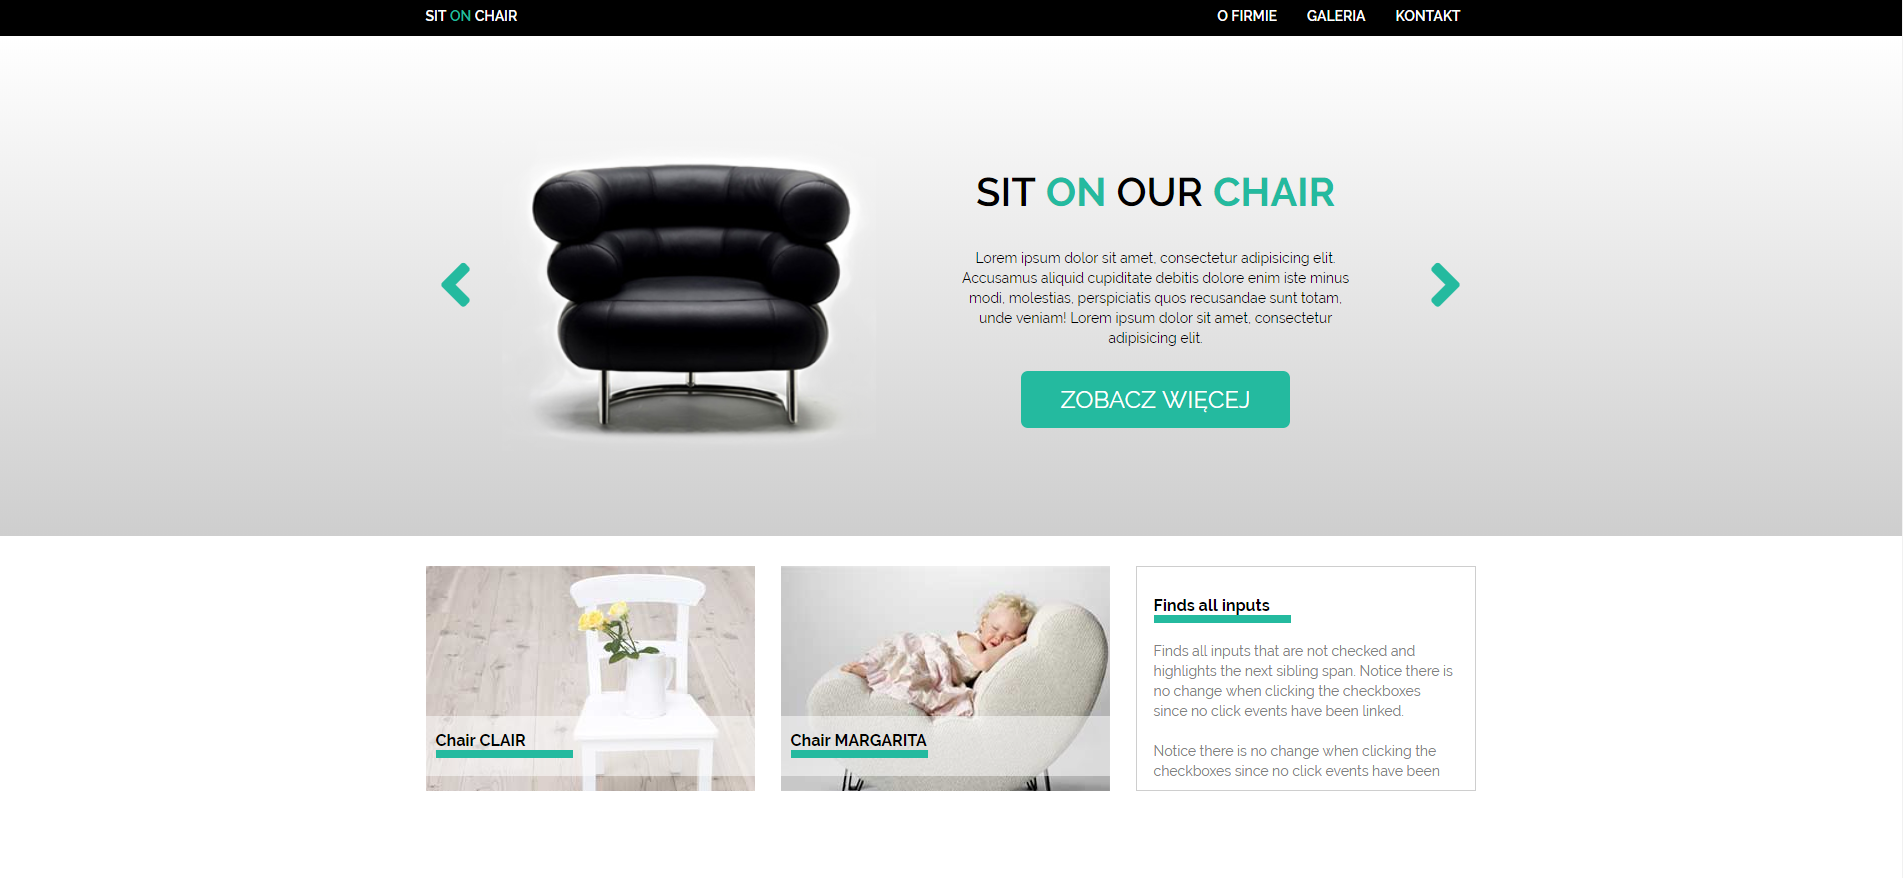 SIT ON CHAIR
O FIRMIE
GALERIA
KONTAKT
SIT ON OUR CHAIR
Lorem ipsum dolor sit amet, consectetur adipisicing elit.
Accusamus aliquid cupiditate debitis dolore enim iste minus
modi, molestias, perspiciatis quos recusandae sunt totam,
unde veniam! Lorem ipsum dolor sit amet, consectetur
adipisicing elit.
ZOBACZ WIĘCEJ
Chair CLAIR
Chair MARGARITA
Finds all inputs
Finds all inputs that are not checked and
highlights the next sibling span. Notice there is
no change when clicking the checkboxes
since no click events have been linked.
Notice there is no change when clicking the
checkboxes since no click events have been